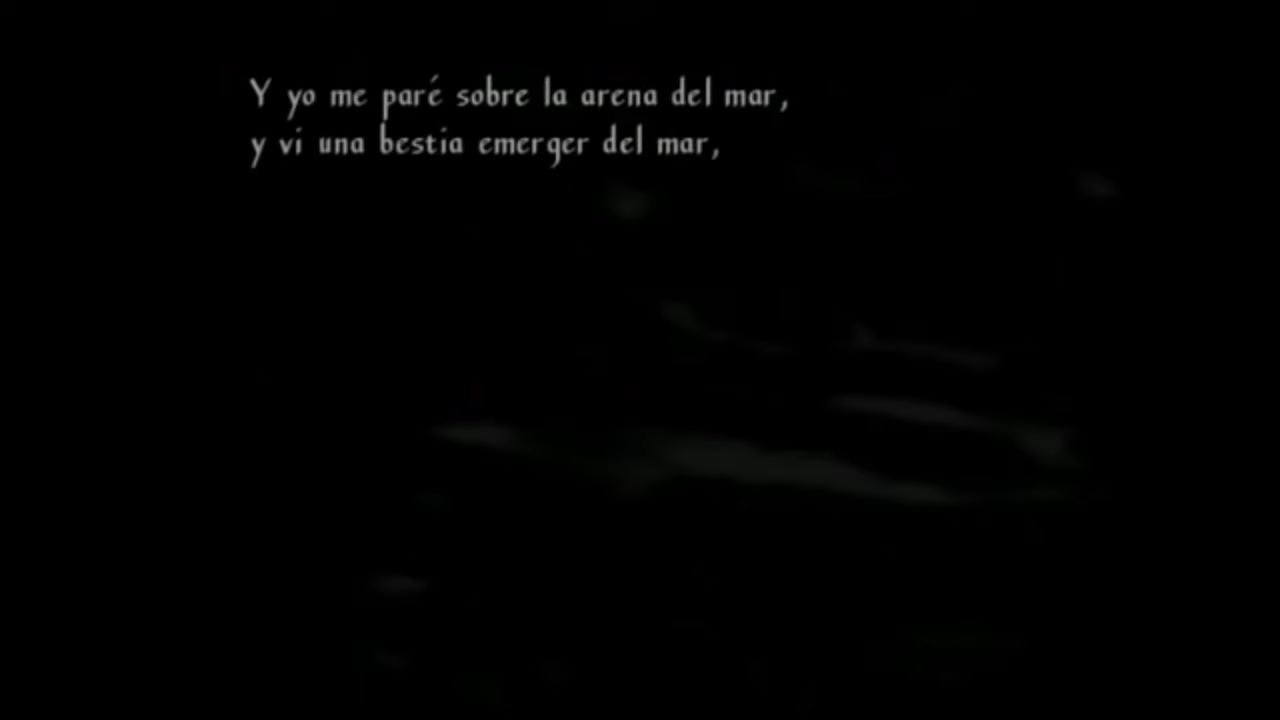 Y yo me paré sobre la arena del mar,
y vi una bestia emerger del mar,